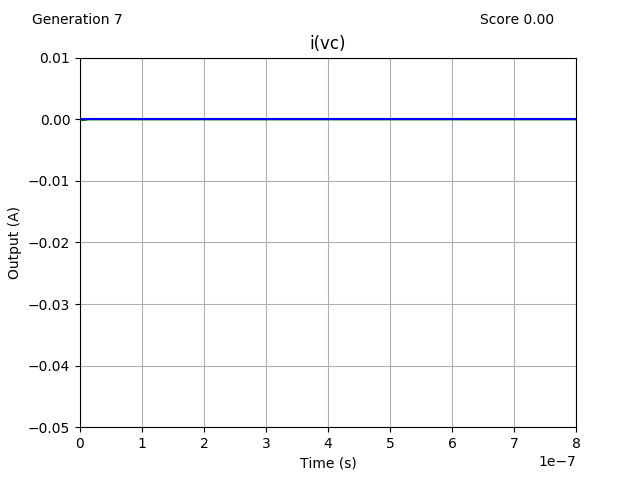 Generation 7
Score 0.00
i(vc)
0.01
0.00
−0.01
−0.02
−0.03
−0.04
−0.05
Output (A)
0 1 2 3 4 5 6 7 8
Time (s)
1e−7